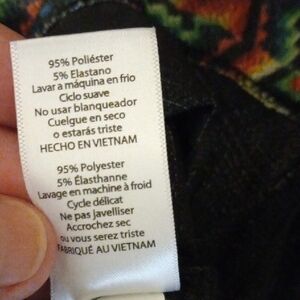 95% Poliéster
5% Elastano
Lavar a máquina en frio
Ciclo suave
No usar blanqueador
Cuelgue en seco
o estarás triste
HECHO EN VIETNAM
95% Polyester
5% Élasthanne
Lavage en machine à froid
Cycle délicat
Ne pas javelliser
Accrochez sec
ou vous serez triste
FABRIQUÉ AU VIETNAM